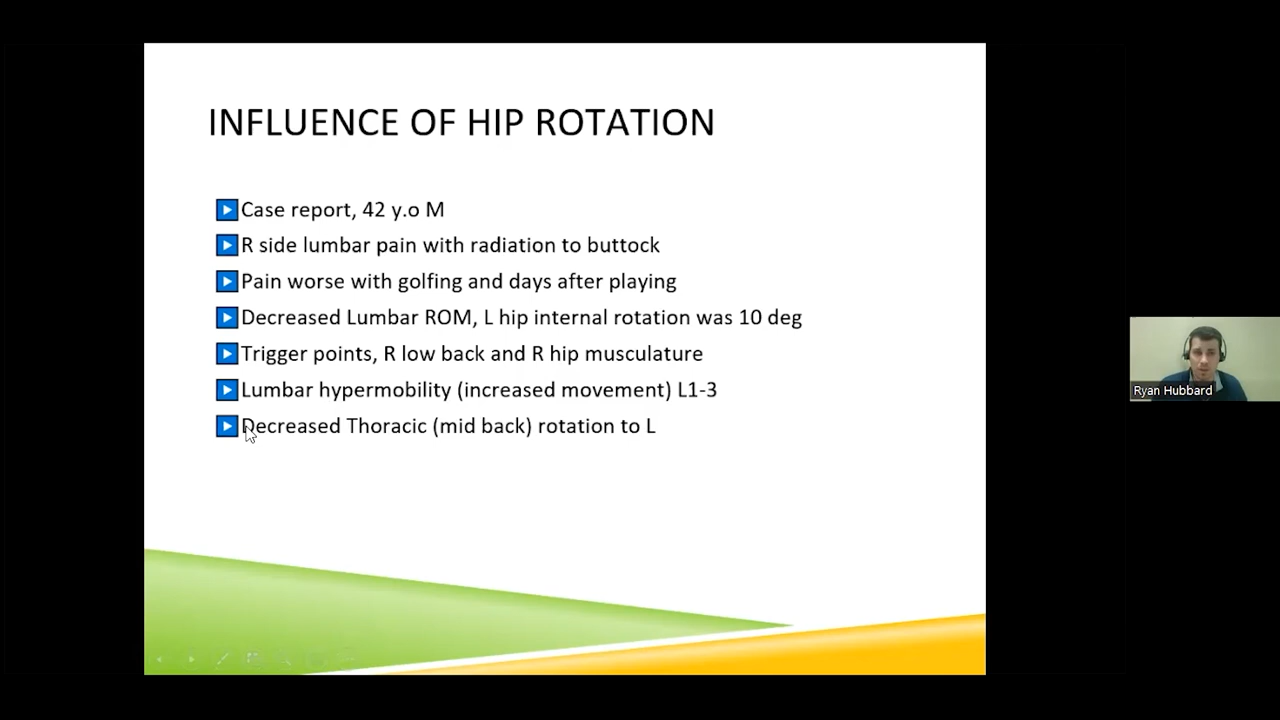 INFLUENCE OF HIP ROTATION
Case report, 42 y.o M
R side lumbar pain with radiation to buttock
Pain worse with golfing and days after playing
Decreased Lumbar ROM, L hip internal rotation was 10 deg
Trigger points, R low back and R hip musculature
Lumbar hypermobility (increased movement) L1-3
Decreased Thoracic (mid back) rotation to L
Ryan Hubbard